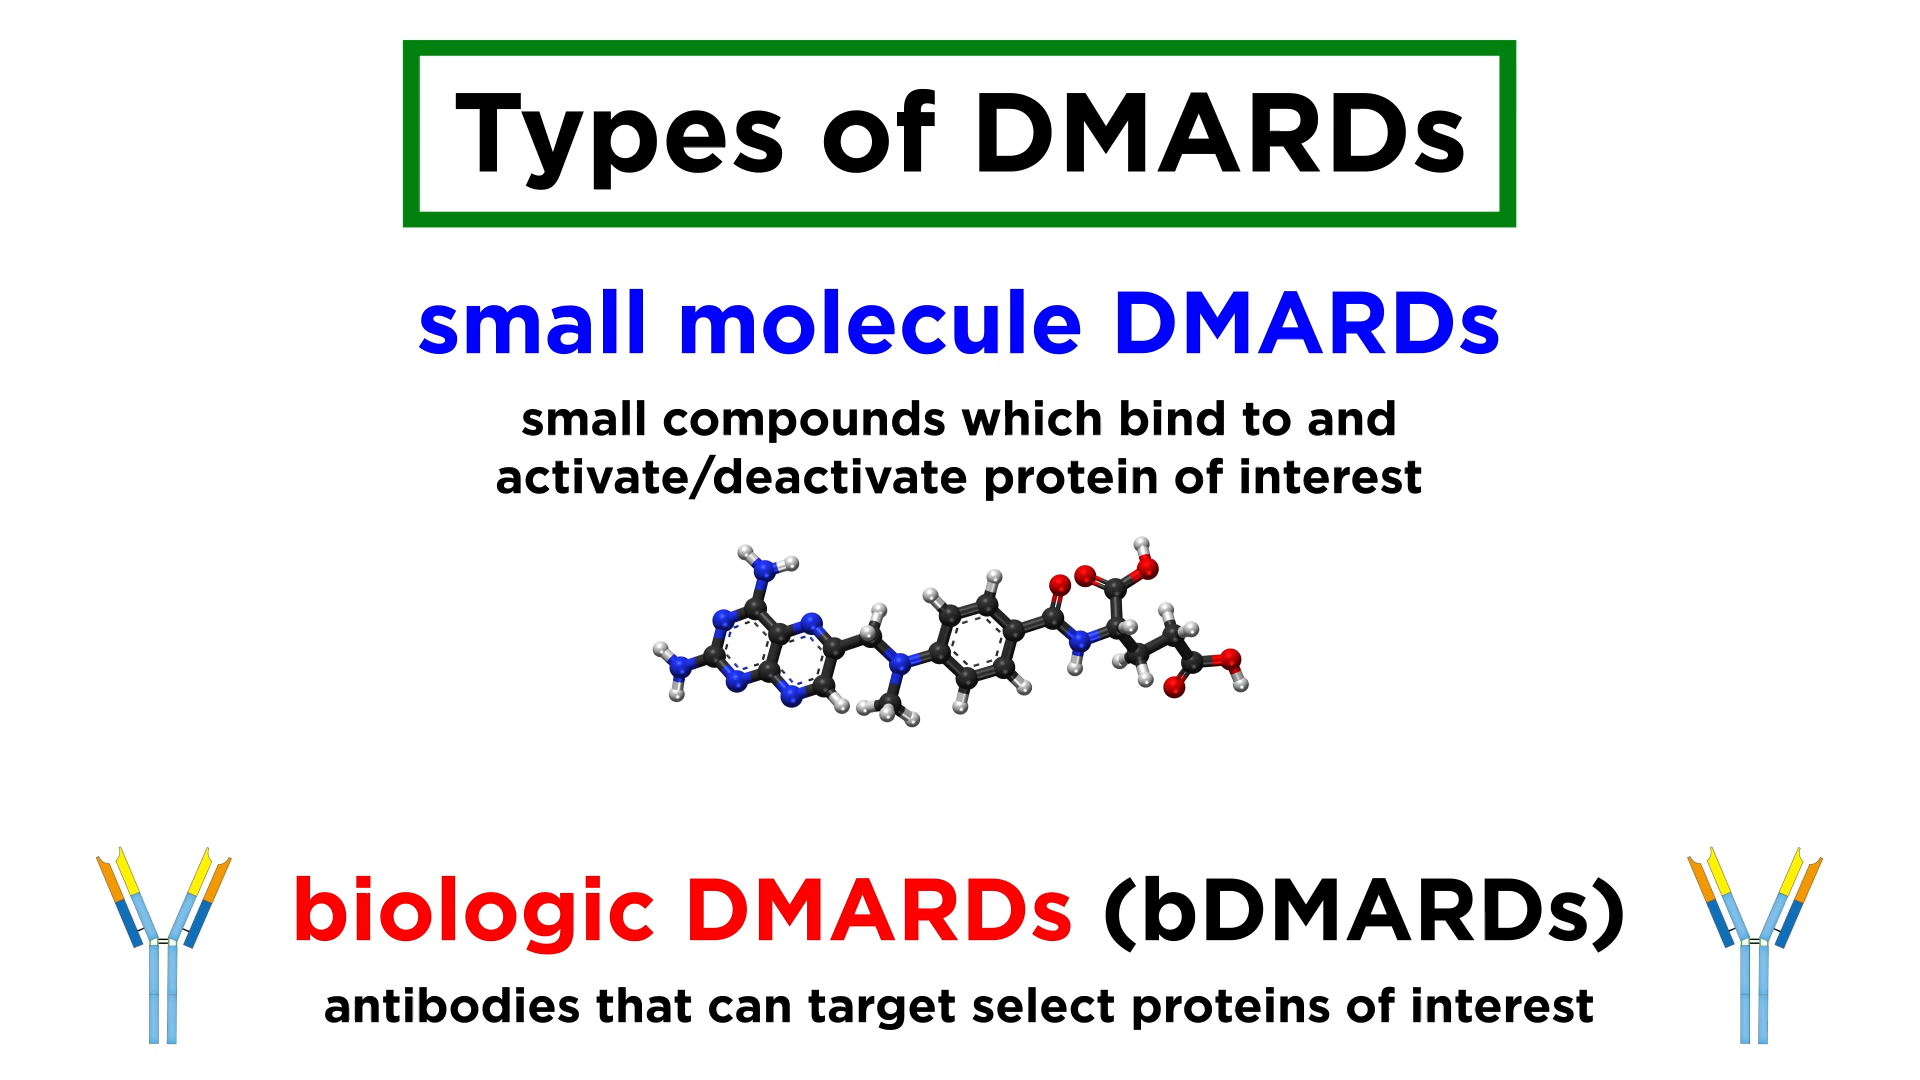 Types of DMARDs
small molecule DMARDs
small compounds which bind to and
activate/deactivate protein of interest
biologic DMARDs (bDMARDs)
antibodies that can target select proteins of interest